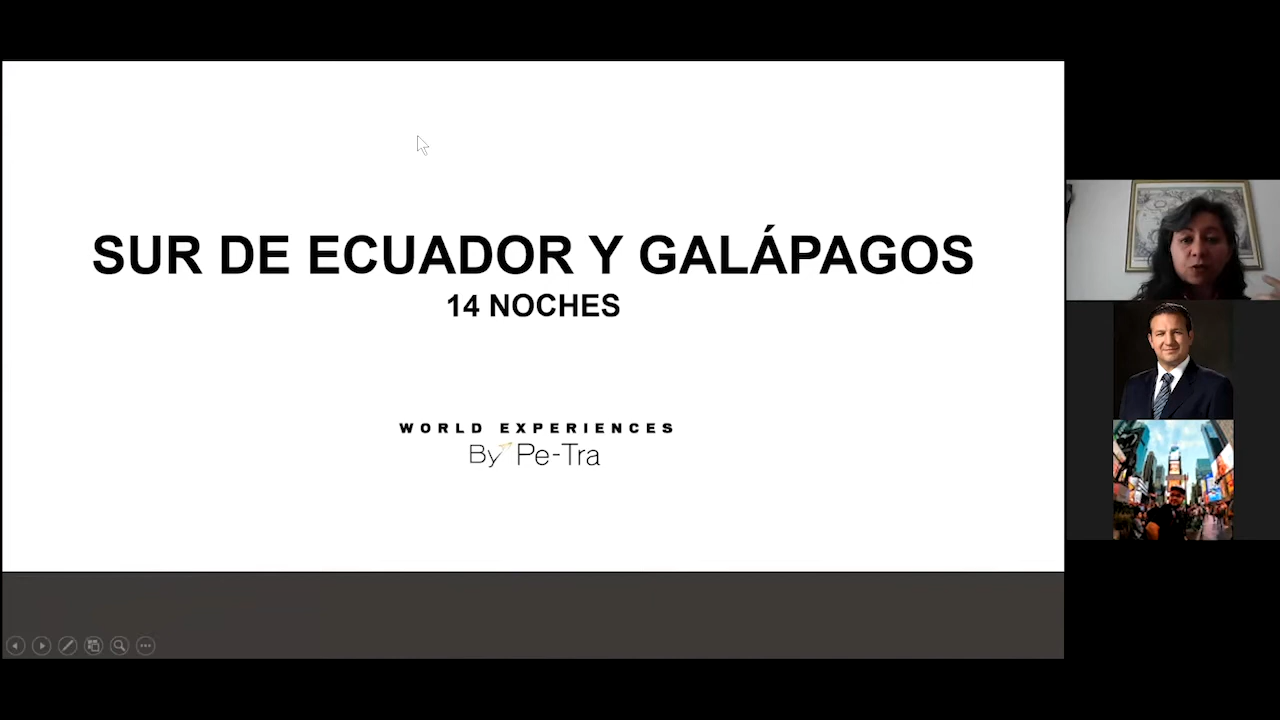 SUR DE ECUADOR Y GALÁPAGOS
14 NOCHES
WORLD EXPERIENCES
By Pe-Tra